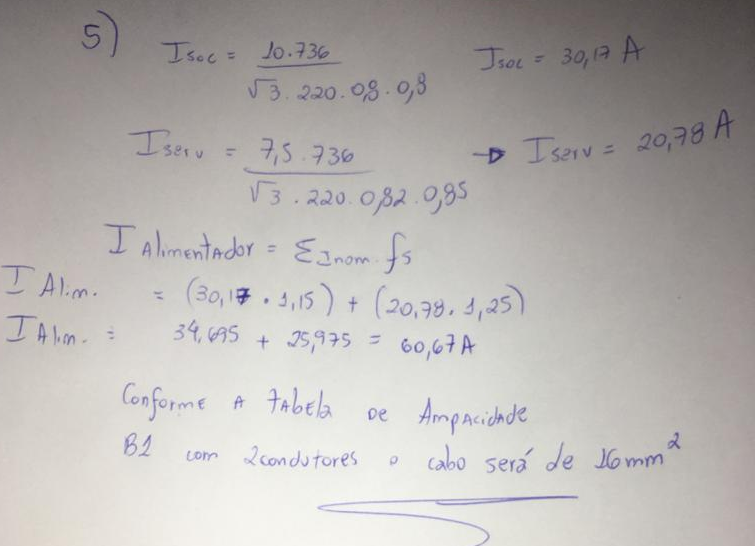 5) Isoc = 10.736 / √3 . 220 . 0,8 . 0,8 Isoc = 30,17 A
Iserv = 7,5 . 736 / √3 . 220 . 0,82 . 0,85 → Iserv = 20,78 A
I Alimentador = Σ Inom . fs
I Alim. = (30,17 . 1,15) + (20,78 . 1,25)
I Alim. = 34,695 + 25,975 = 60,67 A
Conforme A tabela de Ampacidade
B1 com 2 condutores o cabo será de 16 mm²